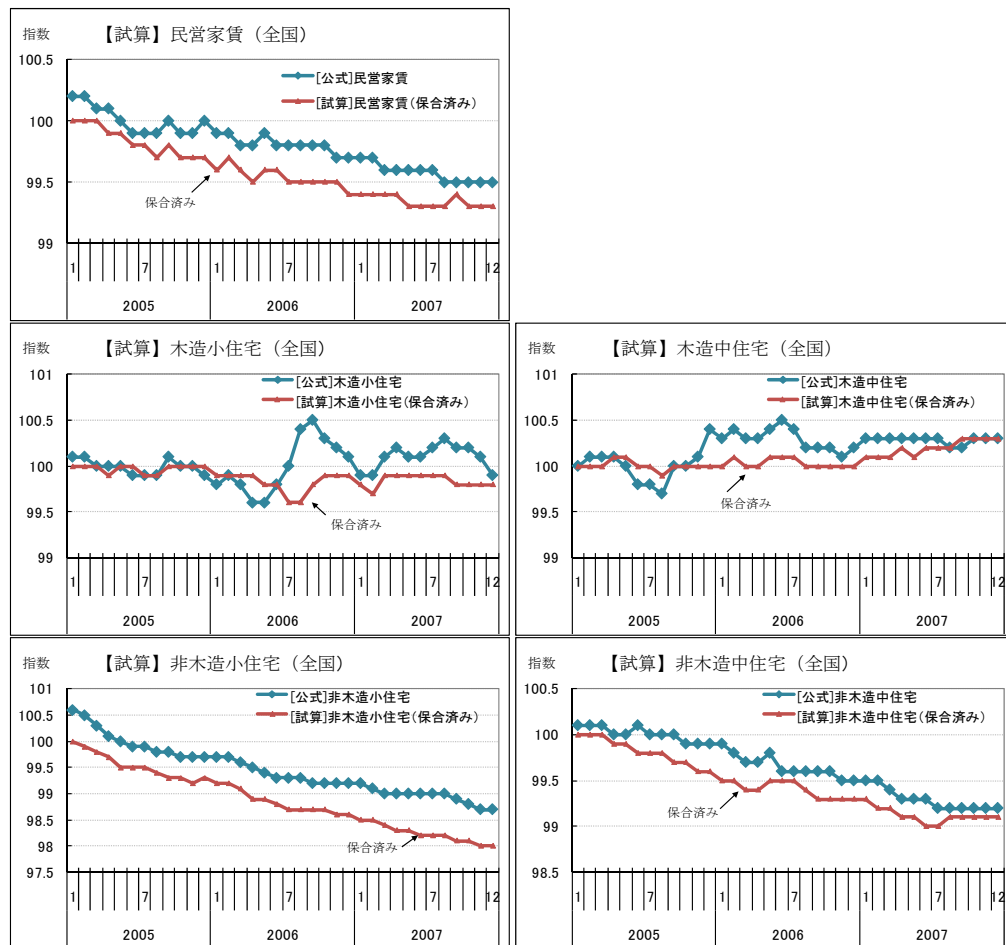 指数
【試算】民営家賃（全国）
100.5
100
99.5
99
[公式]民営家賃
[試算]民営家賃(保合済み)
保合済み
1 7 1 7 1 7 12
2005 2006 2007
指数
【試算】木造小住宅（全国）
101
100.5
100
99.5
99
[公式]木造小住宅
[試算]木造小住宅(保合済み)
保合済み
1 7 1 7 1 7 12
2005 2006 2007
指数
【試算】木造中住宅（全国）
101
100.5
100
99.5
99
[公式]木造中住宅
[試算]木造中住宅(保合済み)
保合済み
1 7 1 7 1 7 12
2005 2006 2007
指数
【試算】非木造小住宅（全国）
101
100.5
100
99.5
99
98.5
98
97.5
[公式]非木造小住宅
[試算]非木造小住宅(保合済み)
保合済み
1 7 1 7 1 7 12
2005 2006 2007
指数
【試算】非木造中住宅（全国）
100.5
100
99.5
99
98.5
[公式]非木造中住宅
[試算]非木造中住宅(保合済み)
保合済み
1 7 1 7 1 7 12
2005 2006 2007